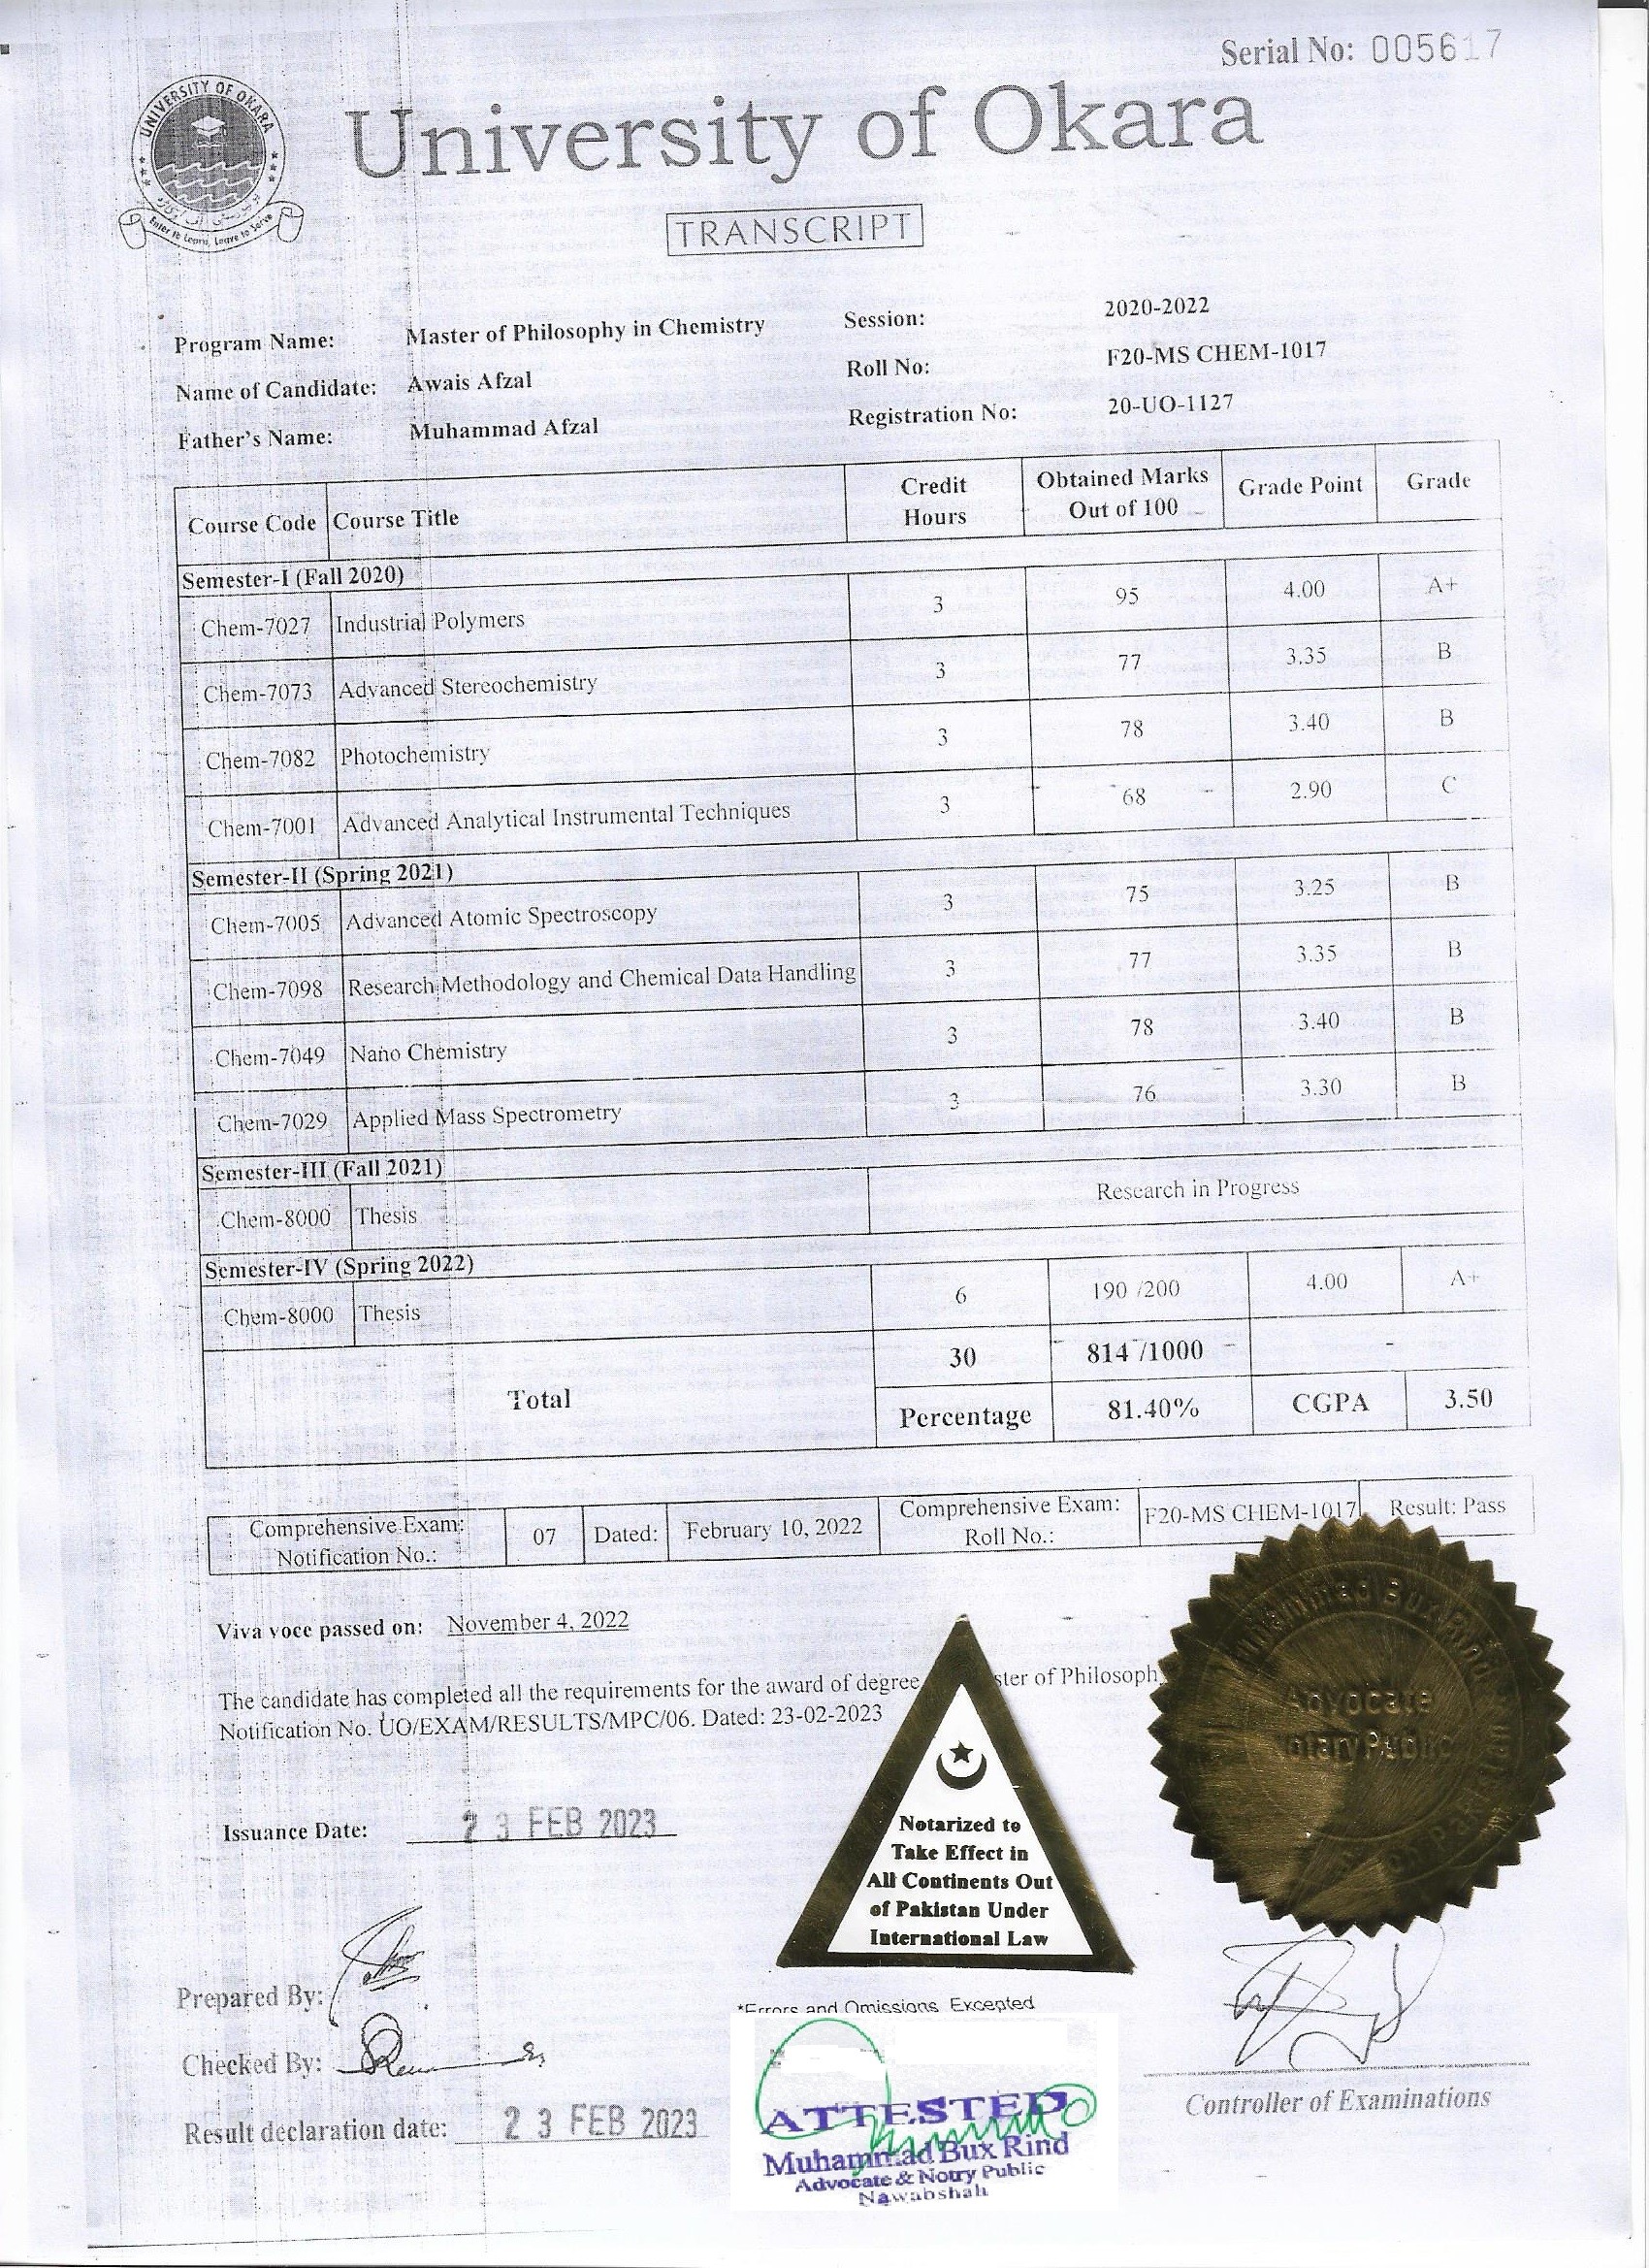 Serial No: 005617
UNIVERSITY OF OKARA
Enter to Learn, Leave to Serve
University of Okara
TRANSCRIPT
Program Name: Master of Philosophy in Chemistry Session: 2020-2022
Name of Candidate: Awais Afzal Roll No: F20-MS CHEM-1017
Father's Name: Muhammad Afzal Registration No: 20-UO-1127
Course Code Course Title Credit Hours Obtained Marks Out of 100 Grade Point Grade
Semester-I (Fall 2020)
Chem-7027 Industrial Polymers 3 95 4.00 A+
Chem-7073 Advanced Stereochemistry 3 77 3.35 B
Chem-7082 Photochemistry 3 78 3.40 B
Chem-7001 Advanced Analytical Instrumental Techniques 3 68 2.90 C
Semester-II (Spring 2021)
Chem-7005 Advanced Atomic Spectroscopy 3 75 3.25 B
Chem-7098 Research Methodology and Chemical Data Handling 3 77 3.35 B
Chem-7049 Nano Chemistry 3 78 3.40 B
Chem-7029 Applied Mass Spectrometry 3 76 3.30 B
Semester-III (Fall 2021)
Chem-8000 Thesis Research in Progress
Semester-IV (Spring 2022)
Chem-8000 Thesis 6 190 /200 4.00 A+
Total 30 814 /1000 -
Percentage 81.40% CGPA 3.50
Comprehensive Exam: Notification No.: 07 Dated: February 10, 2022 Comprehensive Exam: Roll No.: F20-MS CHEM-1017 Result: Pass
Viva voce passed on: November 4, 2022
The candidate has completed all the requirements for the award of degree ster of Philosoph
Notification No. UO/EXAM/RESULTS/MPC/06. Dated: 23-02-2023
Muhammad Bux Rind
Advocate
Notary Public
Notarized to
Take Effect in
All Continents Out
of Pakistan Under
International Law
Issuance Date: 23 FEB 2023
Prepared By:
*Errors and Omissions Excepted
Checked By:
Controller of Examinations
Result declaration date: 23 FEB 2023
ATTESTED
Muhammad Bux Rind
Advocate & Notry Public
Nawabshah